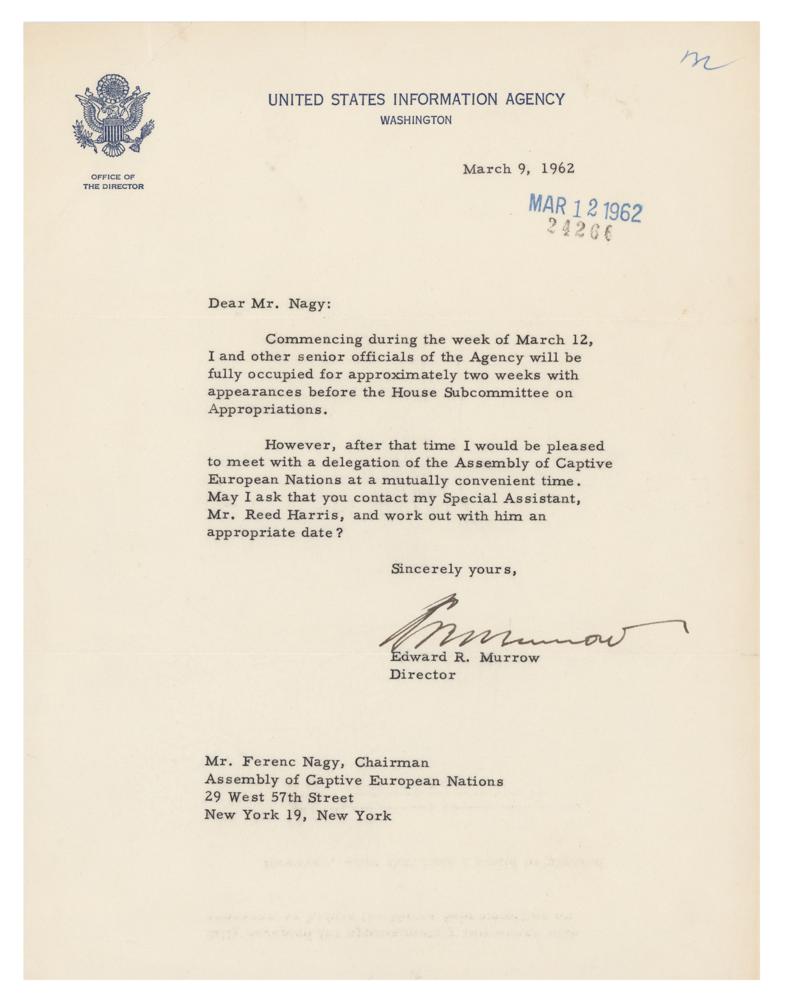 UNITED STATES INFORMATION AGENCY
WASHINGTON
OFFICE OF
THE DIRECTOR
March 9, 1962
MAR 12 1962
24266
Dear Mr. Nagy:
Commencing during the week of March 12,
I and other senior officials of the Agency will be
fully occupied for approximately two weeks with
appearances before the House Subcommittee on
Appropriations.
However, after that time I would be pleased
to meet with a delegation of the Assembly of Captive
European Nations at a mutually convenient time.
May I ask that you contact my Special Assistant,
Mr. Reed Harris, and work out with him an
appropriate date?
Sincerely yours,
Edward R. Murrow
Director
Mr. Ferenc Nagy, Chairman
Assembly of Captive European Nations
29 West 57th Street
New York 19, New York